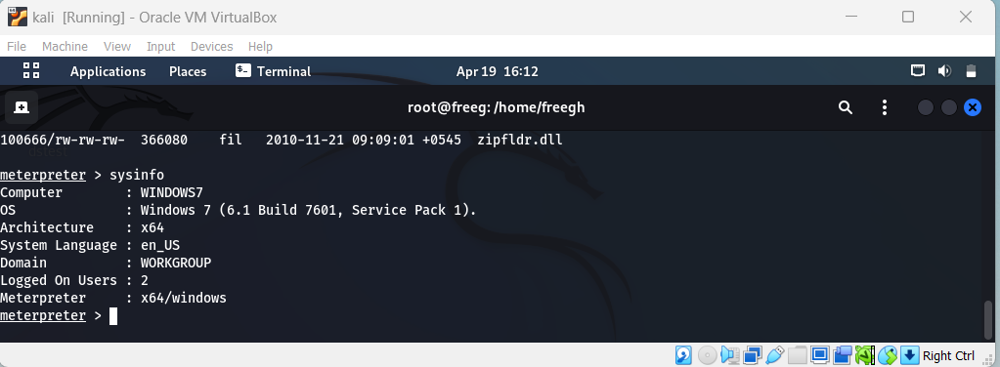 kali [Running] - Oracle VM VirtualBox
File Machine View Input Devices Help
Applications Places Terminal Apr 19 16:12
root@freeg: /home/freegh
100666/rw-rw-rw- 366080 fil 2010-11-21 09:09:01 +0545 zipfldr.dll
meterpreter > sysinfo
Computer : WINDOWS7
OS : Windows 7 (6.1 Build 7601, Service Pack 1).
Architecture : x64
System Language : en_US
Domain : WORKGROUP
Logged On Users : 2
Meterpreter : x64/windows
meterpreter >
Right Ctrl